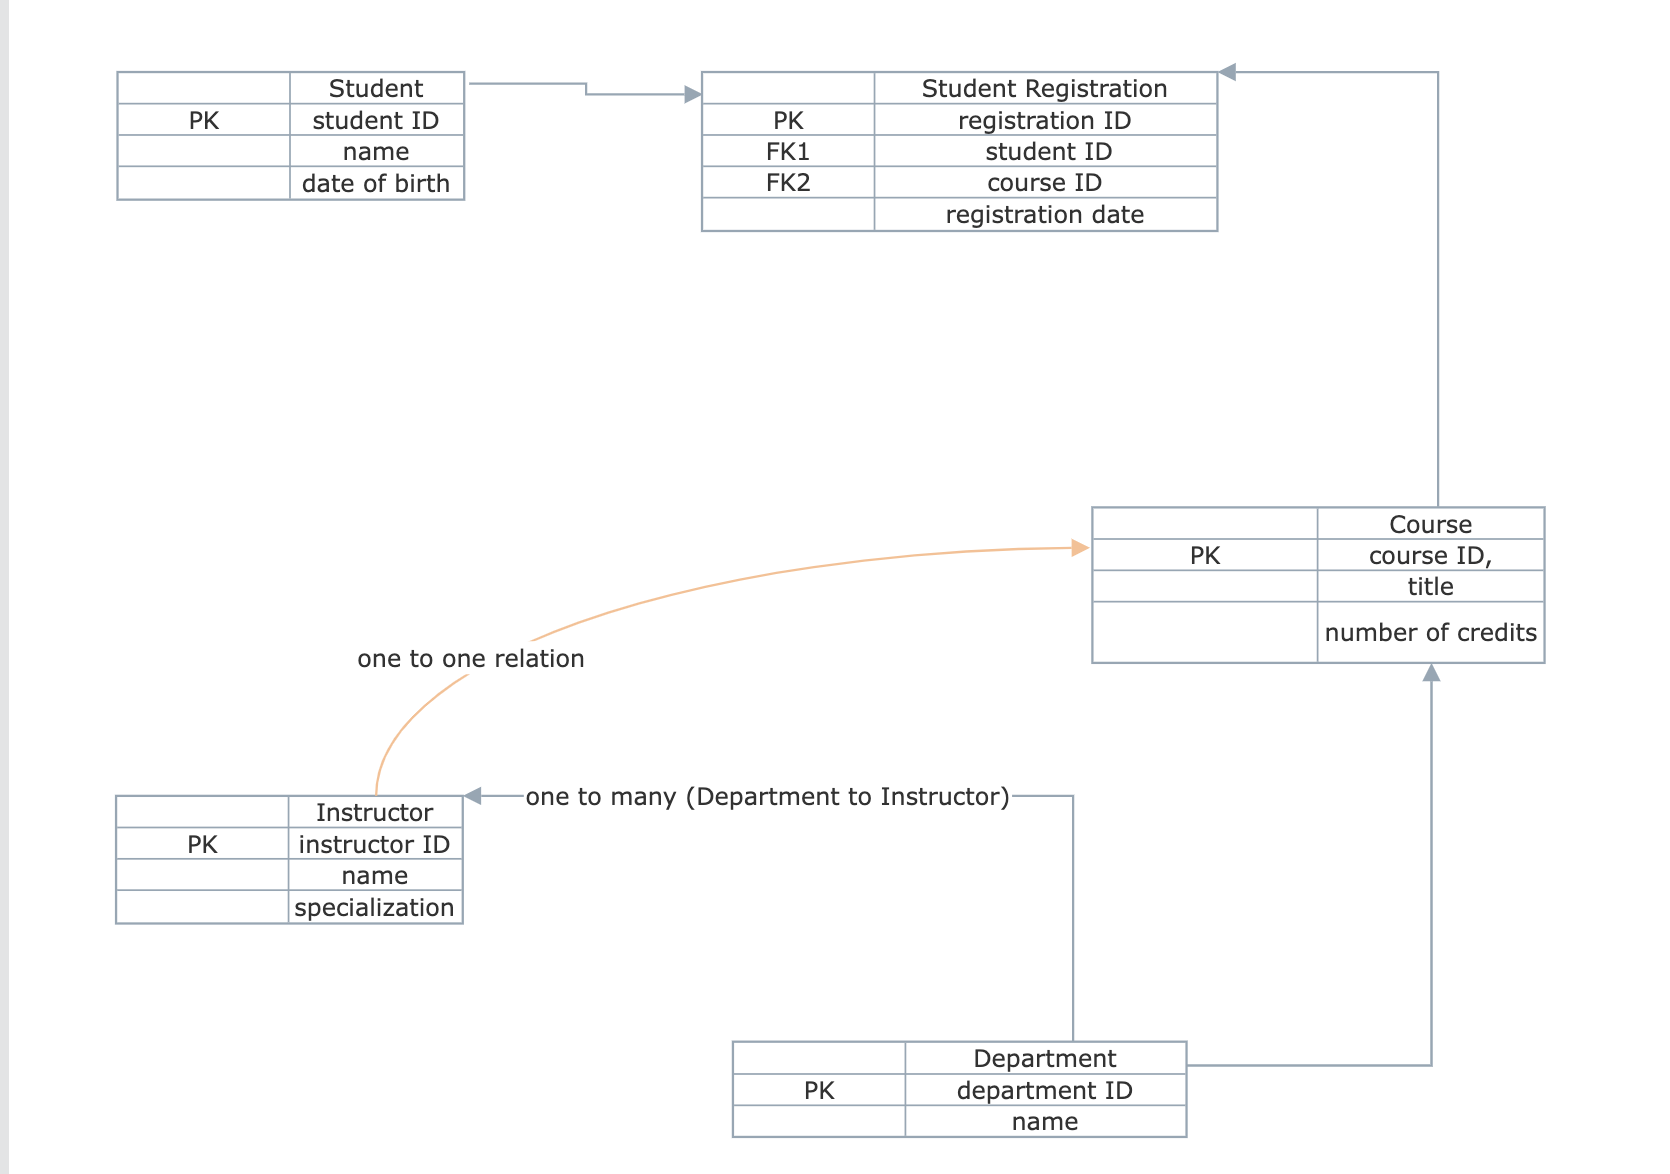 Student
PK student ID
name
date of birth
Student Registration
PK registration ID
FK1 student ID
FK2 course ID
registration date
Course
PK course ID,
title
number of credits
one to one relation
one to many (Department to Instructor)
Instructor
PK instructor ID
name
specialization
Department
PK department ID
name